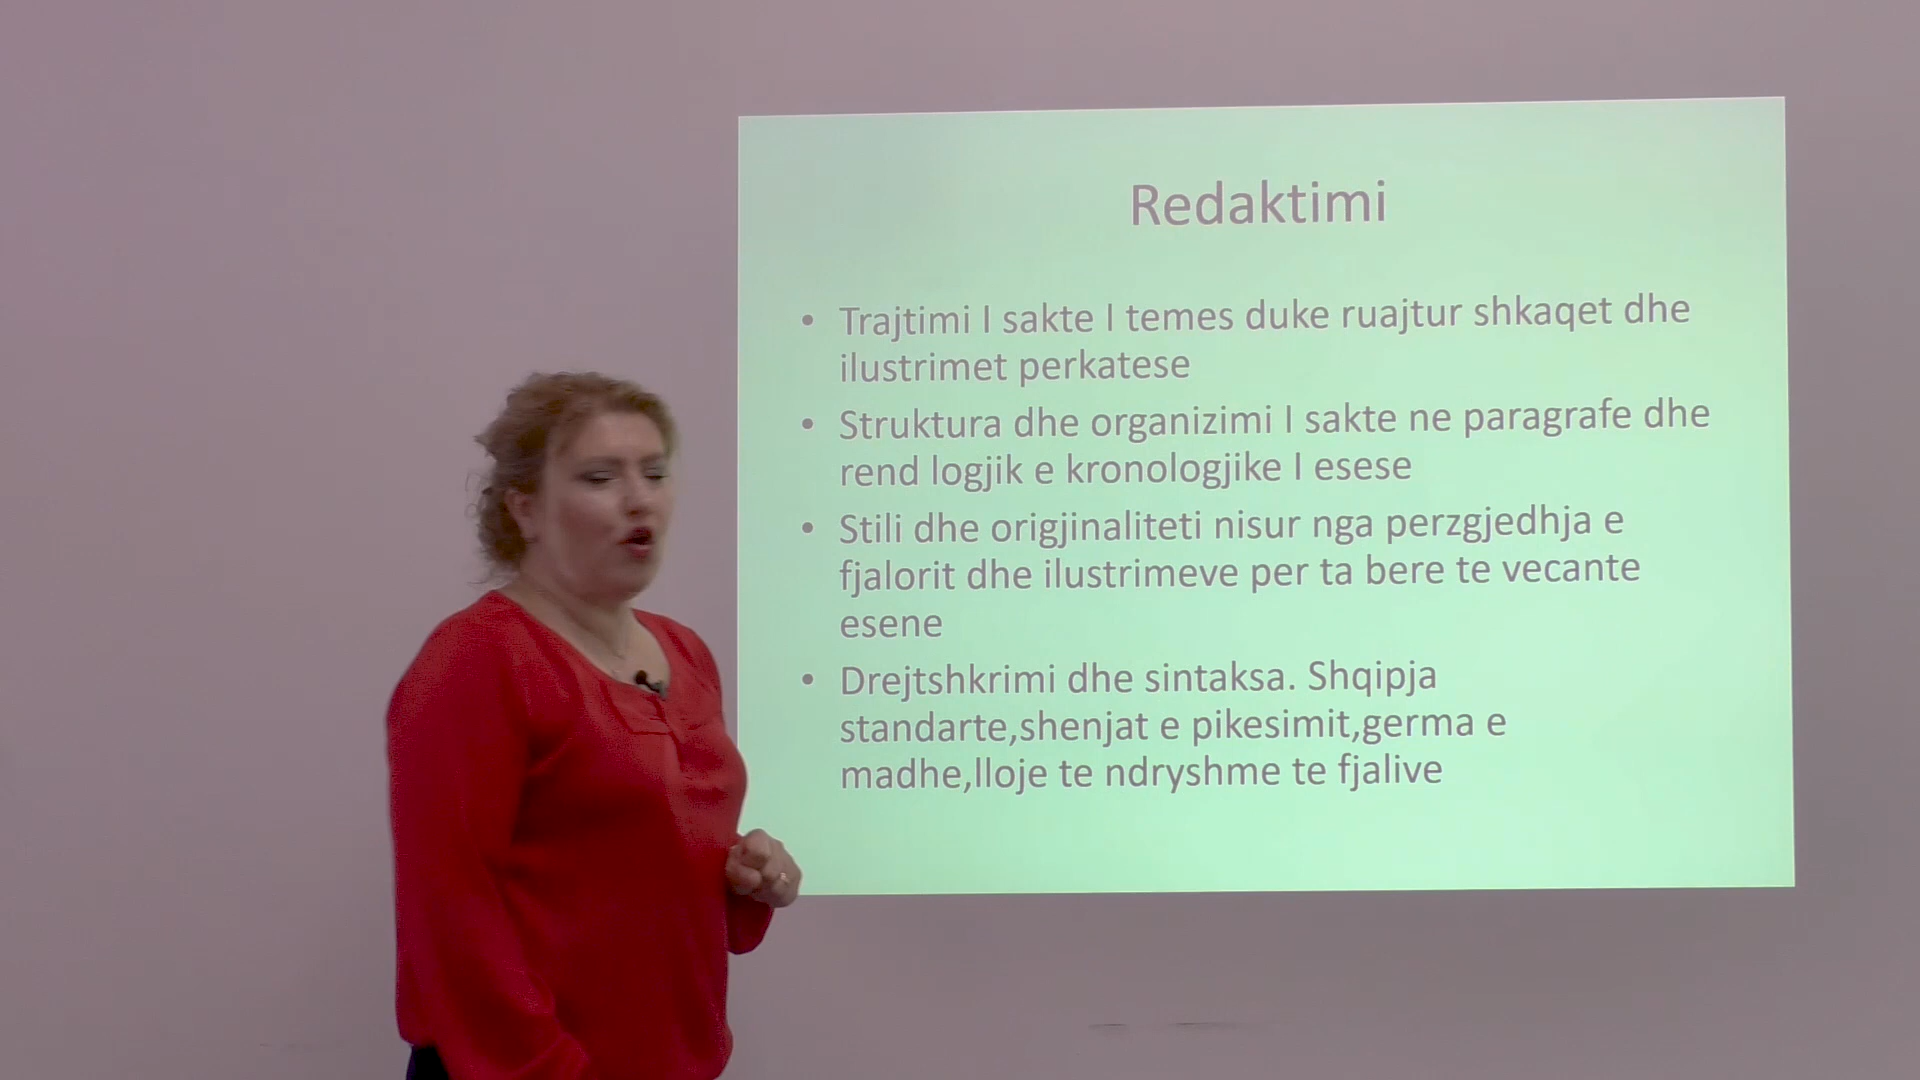 Redaktimi
• Trajtimi I sakte I temes duke ruajtur shkaqet dhe
ilustrimet perkatese
• Struktura dhe organizimi I sakte ne paragrafe dhe
rend logjik e kronologjike I esese
• Stili dhe origjinaliteti nisur nga perzgjedhja e
fjalorit dhe ilustrimeve per ta bere te vecante
esene
• Drejtshkrimi dhe sintaksa. Shqipja
standarte,shenjat e pikesimit,germa e
madhe,lloje te ndryshme te fjalive